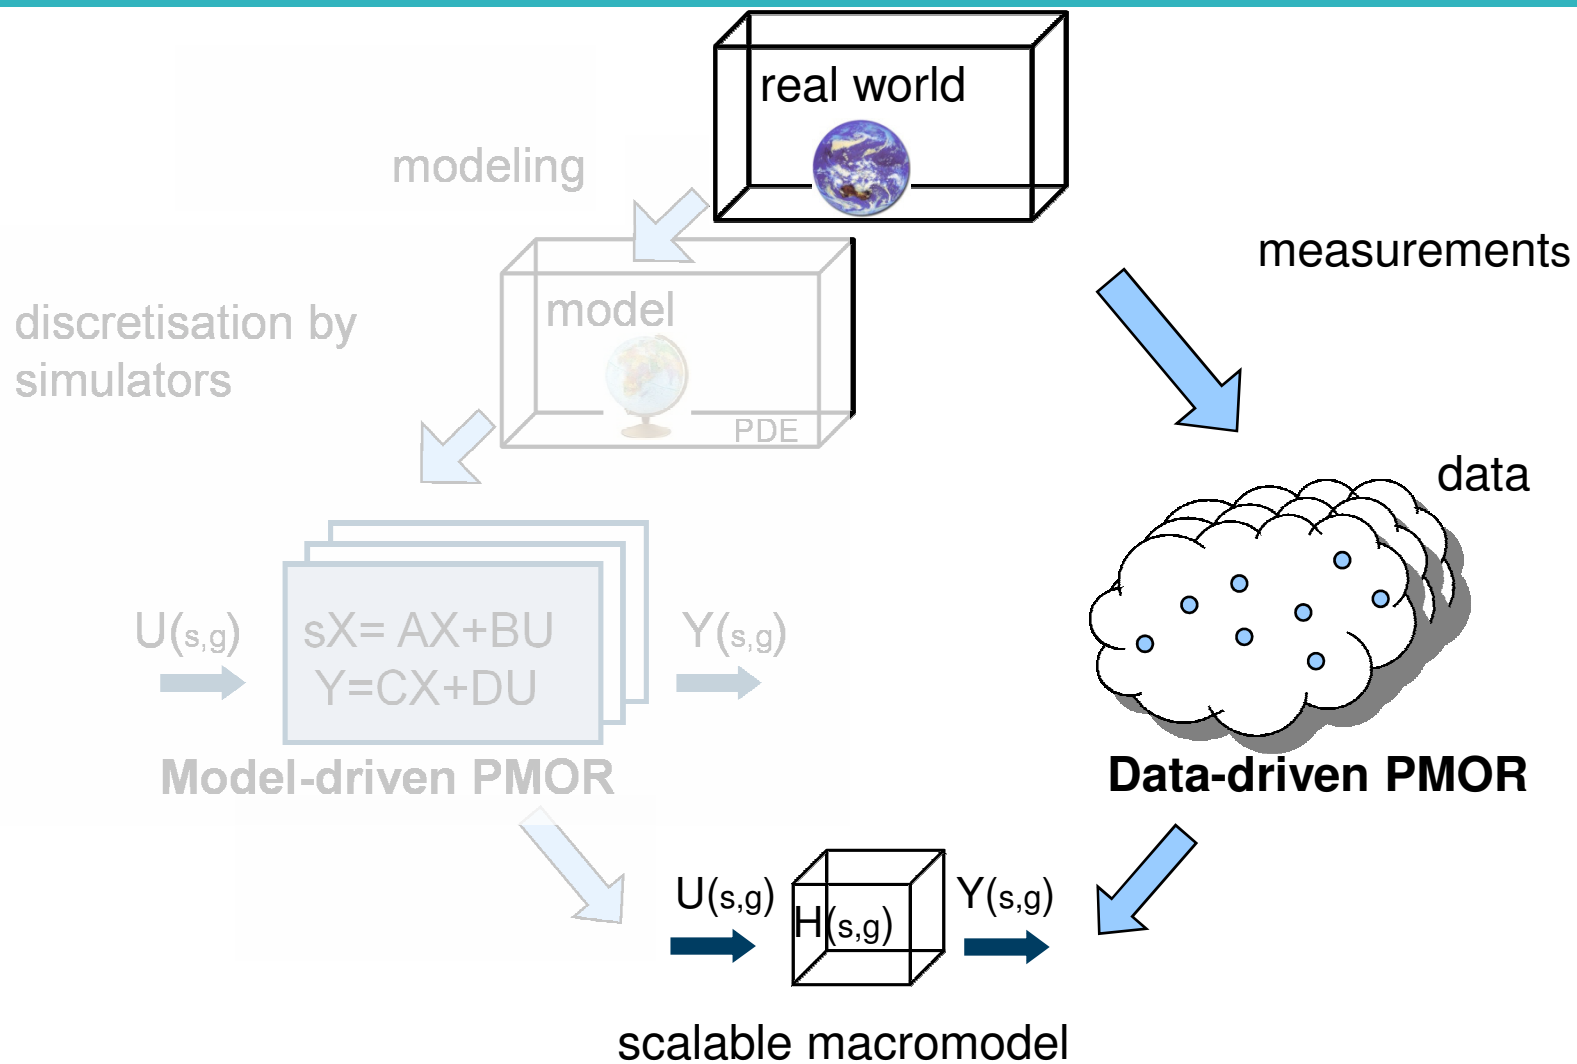 real world
modeling
measurements
discretisation by
simulators
model
PDE
data
U(s,g)
sX= AX+BU
Y=CX+DU
Y(s,g)
Model-driven PMOR
Data-driven PMOR
U(s,g)
H(s,g)
Y(s,g)
scalable macromodel